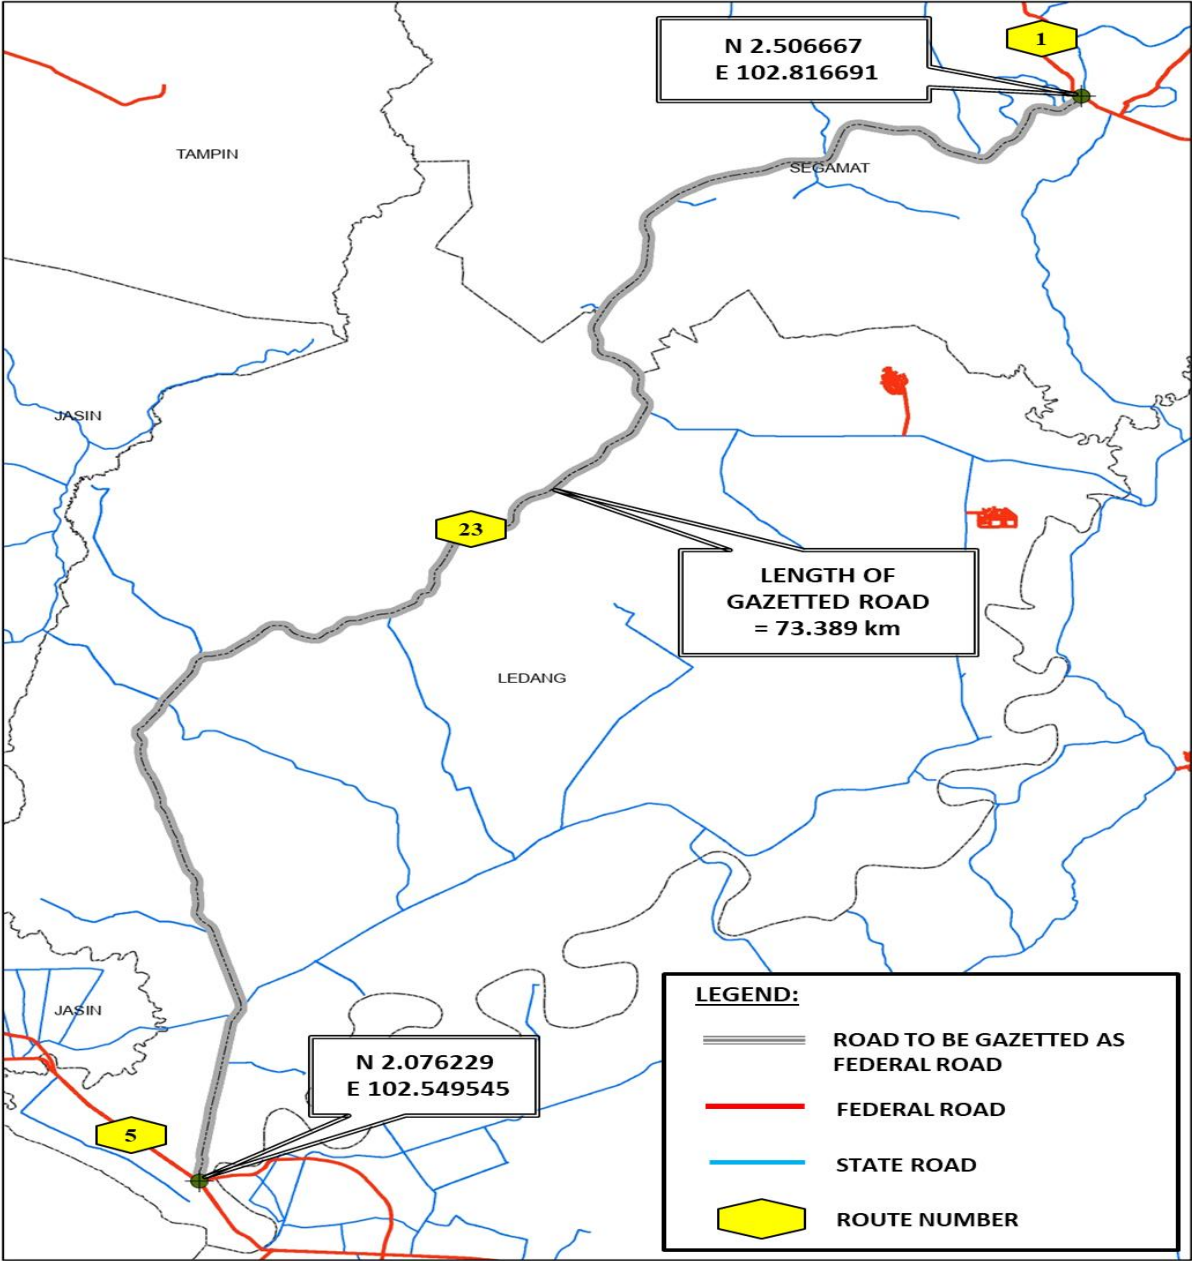 N 2.506667
E 102.816691
1
TAMPIN
SEGAMAT
JASIN
23
LENGTH OF
GAZETTED ROAD
= 73.389 km
LEDANG
JASIN
N 2.076229
E 102.549545
5
LEGEND:
ROAD TO BE GAZETTED AS
FEDERAL ROAD
FEDERAL ROAD
STATE ROAD
ROUTE NUMBER